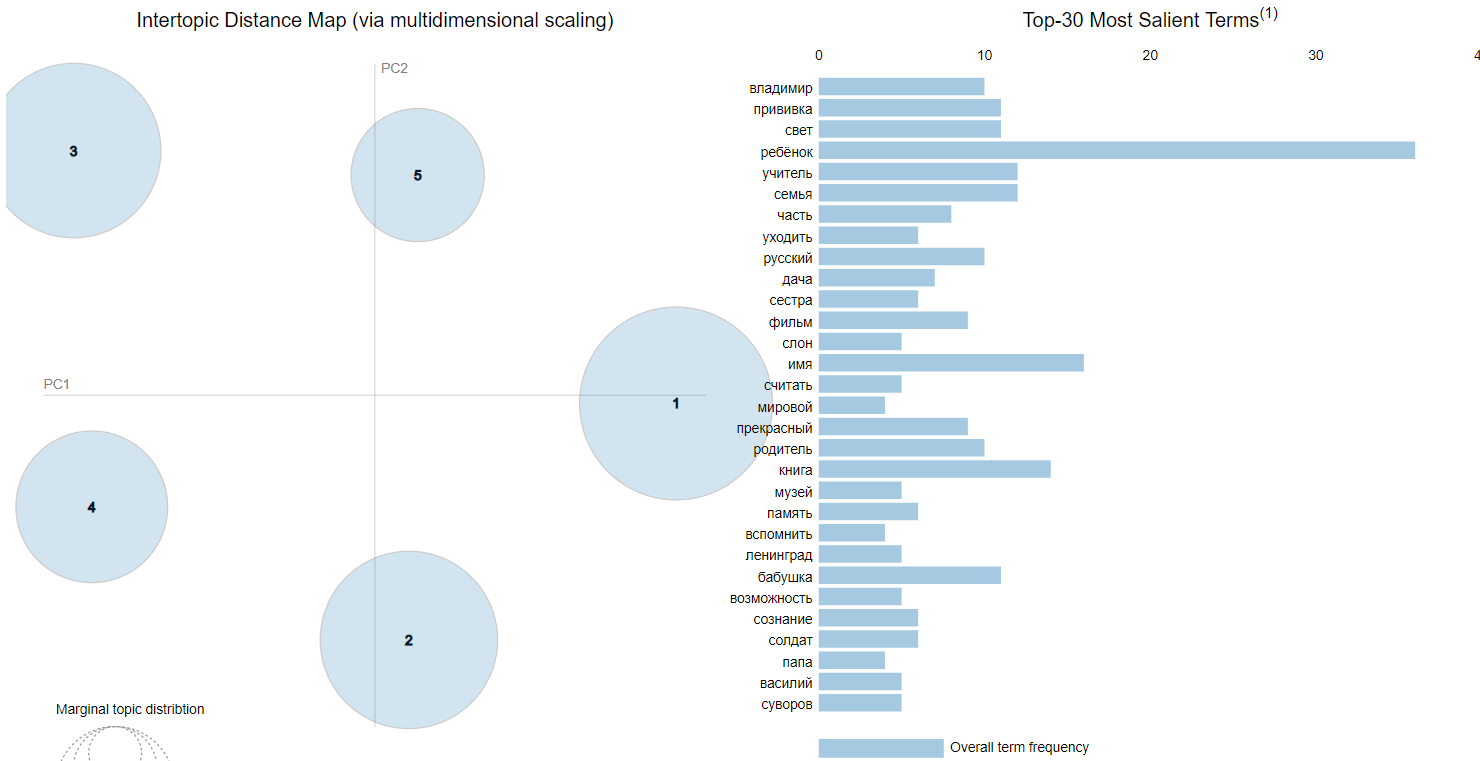 Intertopic Distance Map (via multidimensional scaling)
PC2
PC1
3
5
1
4
2
Marginal topic distribtion
Top-30 Most Salient Terms(1)
0 10 20 30 4
владимир
прививка
свет
ребёнок
учитель
семья
часть
уходить
русский
дача
сестра
фильм
слон
имя
считать
мировой
прекрасный
родитель
книга
музей
память
вспомнить
ленинград
бабушка
возможность
сознание
солдат
папа
василий
суворов
Overall term frequency